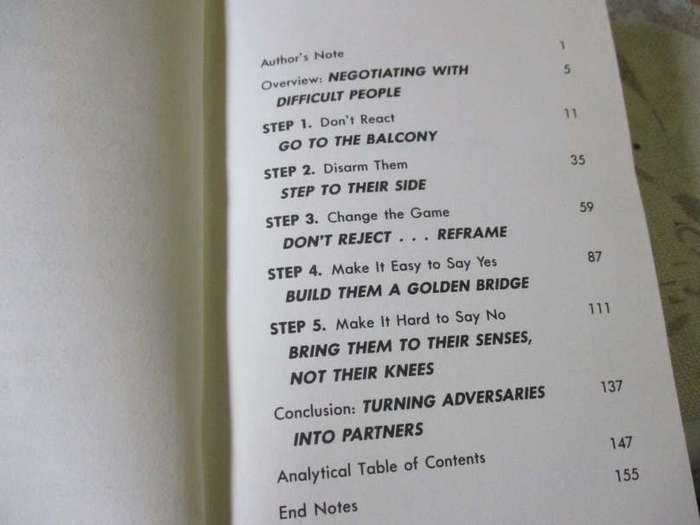 Author's Note 1
Overview: NEGOTIATING WITH 5
DIFFICULT PEOPLE
STEP 1. Don't React 11
GO TO THE BALCONY
STEP 2. Disarm Them 35
STEP TO THEIR SIDE
STEP 3. Change the Game 59
DON'T REJECT . . . REFRAME
STEP 4. Make It Easy to Say Yes 87
BUILD THEM A GOLDEN BRIDGE
STEP 5. Make It Hard to Say No 111
BRING THEM TO THEIR SENSES,
NOT THEIR KNEES
Conclusion: TURNING ADVERSARIES 137
INTO PARTNERS
Analytical Table of Contents 147
End Notes 155